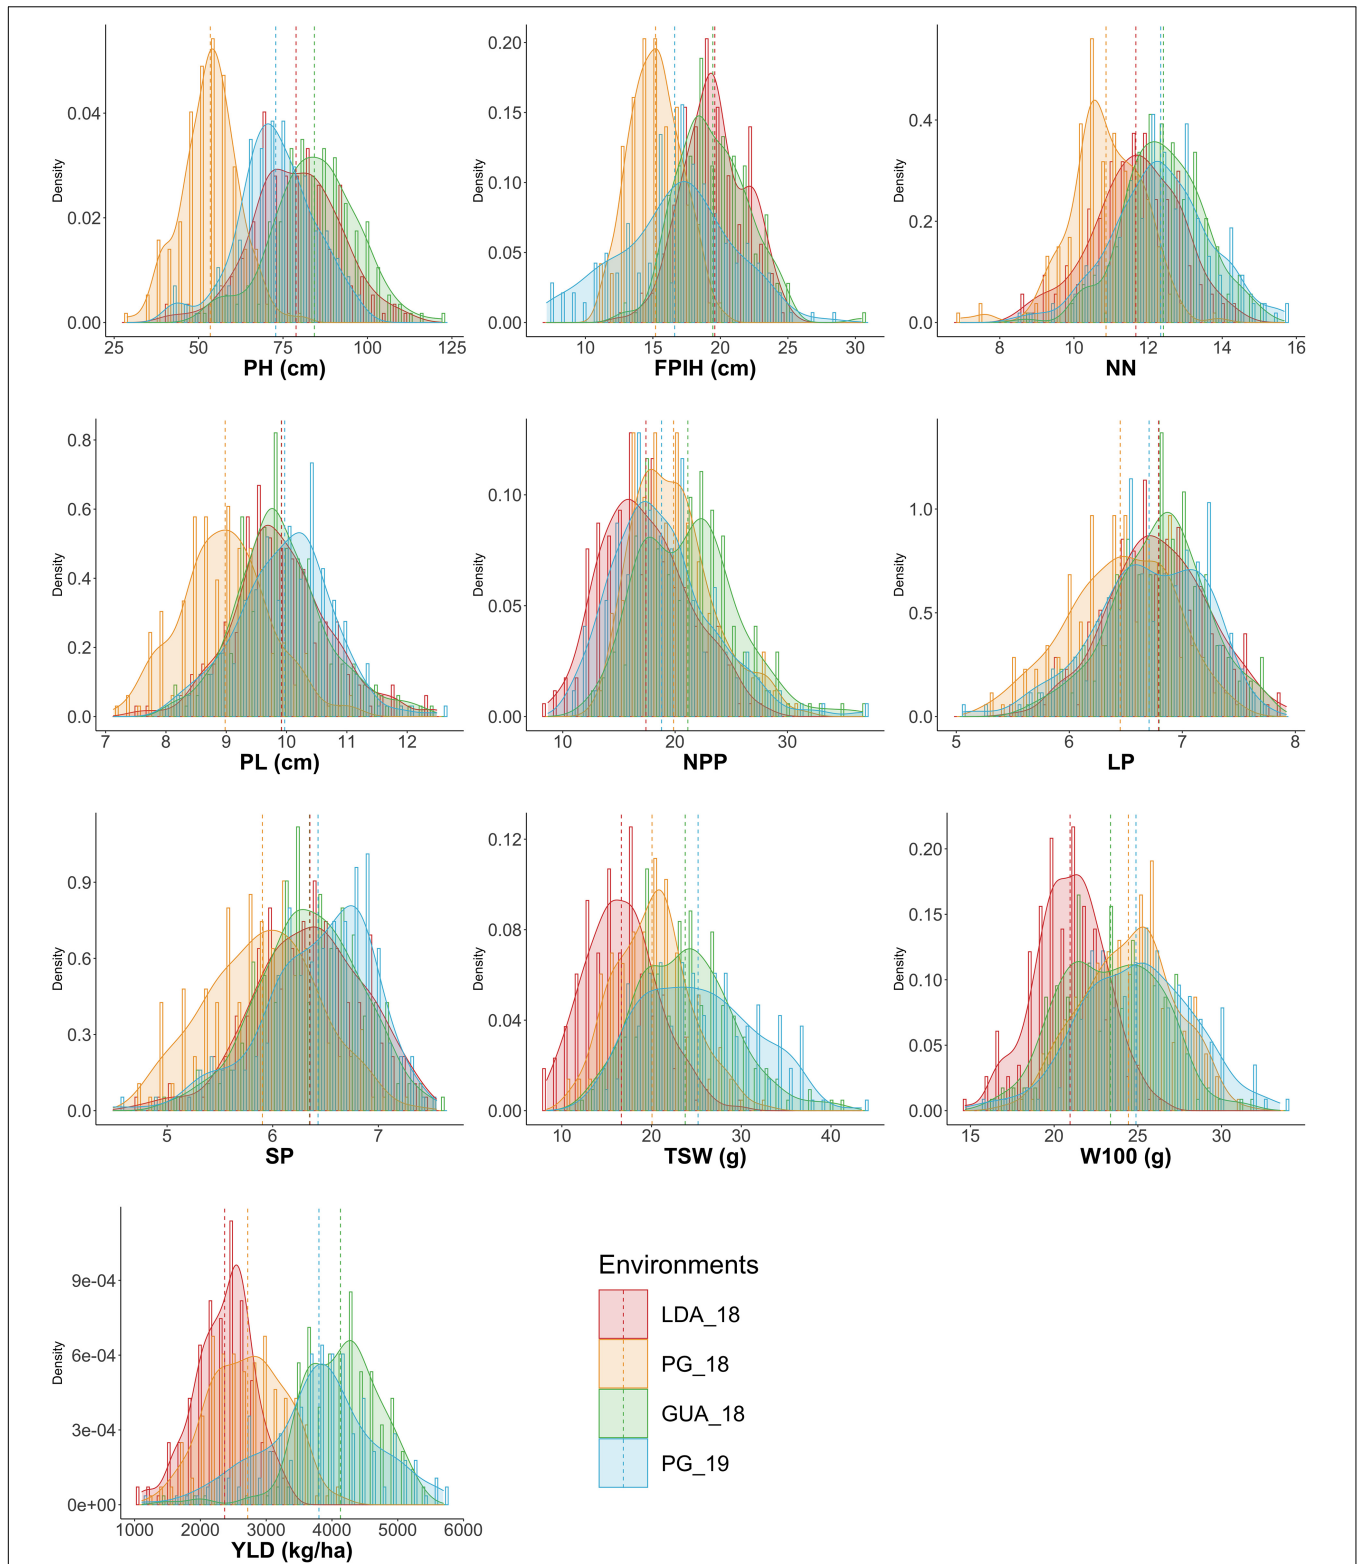 Density
0.04
0.02
0.00
25 50 75 100 125
PH (cm)
Density
0.20
0.15
0.10
0.05
0.00
10 15 20 25 30
FPIH (cm)
Density
0.4
0.2
0.0
8 10 12 14 16
NN
Density
0.8
0.6
0.4
0.2
0.0
7 8 9 10 11 12
PL (cm)
Density
0.10
0.05
0.00
10 20 30
NPP
Density
1.0
0.5
0.0
5 6 7 8
LP
Density
0.9
0.6
0.3
0.0
5 6 7
SP
Density
0.12
0.08
0.04
0.00
10 20 30 40
TSW (g)
Density
0.20
0.15
0.10
0.05
0.00
15 20 25 30
W100 (g)
Density
9e-04
6e-04
3e-04
0e+00
1000 2000 3000 4000 5000 6000
YLD (kg/ha)
Environments
LDA_18
PG_18
GUA_18
PG_19